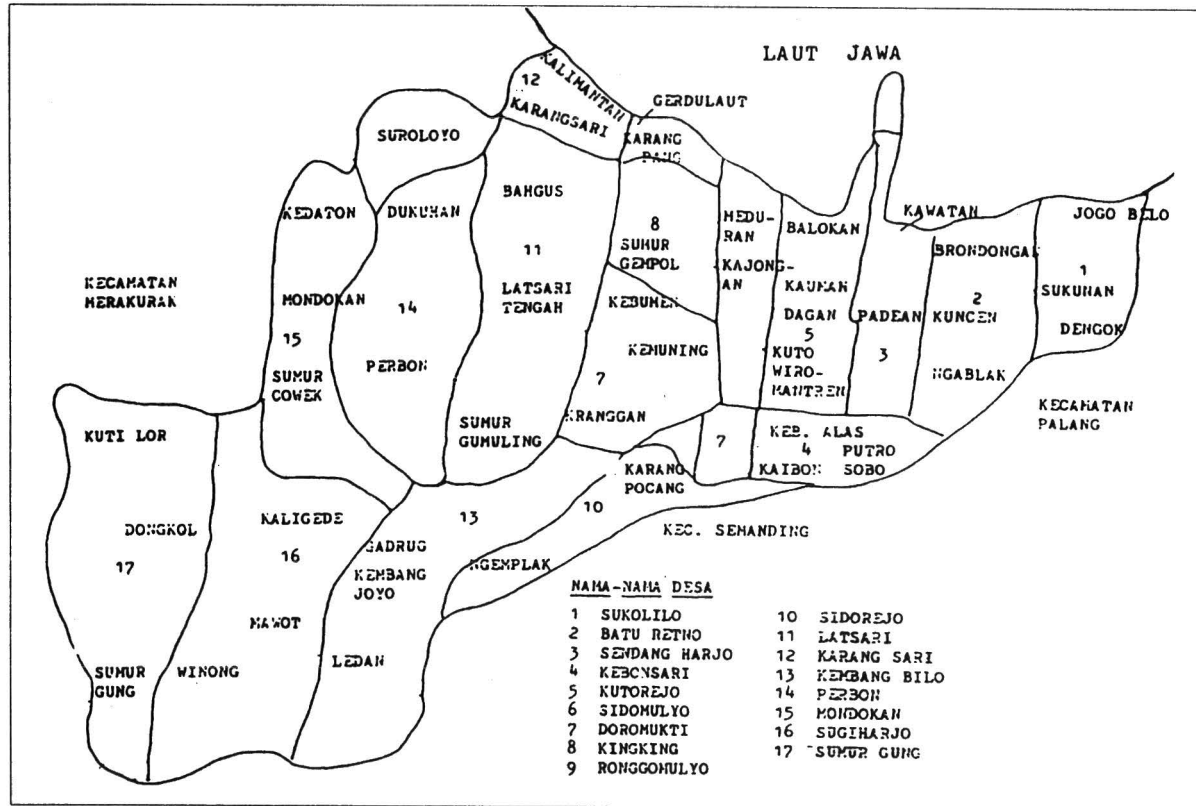 LAUT JAWA
KALIMANTAN
12
KARANGSARI
GERDULAUT
SUROLOYO
KARANG
PANG
KEDATON
DUKUHAN
BANGUS
MEDU-
RAN
BALOKAN
KAWATAN
JOGO BILO
8
SUMUR
GEMPOL
KAJONG-
AN
BRONDONGAN
11
1
SUKUNAN
KECAMATAN
MERAKURAK
MONDOKAN
14
LATSARI
TENGAH
KEBUMEN
KAUMAN
DAGAN
5
PADEAN
2
KUNCEN
DENGOK
15
KEMUNING
KUTO
WIRO-
MANTREN
3
PERBON
SUMUR
COWEK
7
NGABLAK
KRANGGAN
KECAMATAN
PALANG
KUTI LOR
SUMUR
GUMULING
7
KEB. ALAS
4 PUTRO
KAIBON SOBO
KARANG
POCANG
10
13
KALIGEDE
16
DONGKOL
17
GADRUG
KEC. SEMANDING
KEMBANG
JOYO
NGEMPLAK
MAWOT
LEDAN
WINONG
SUMUR
GUNG
NAMA-NAMA DESA
1 SUKOLILO
2 BATU RETNO
3 SENDANG HARJO
4 KEBONSARI
5 KUTOREJO
6 SIDOMULYO
7 DOROMUKTI
8 KINGKING
9 RONGGOMULYO
10 SIDOREJO
11 LATSARI
12 KARANG SARI
13 KEMBANG BILO
14 PERBON
15 MONDOKAN
16 SUGIHARJO
17 SUMUR GUNG